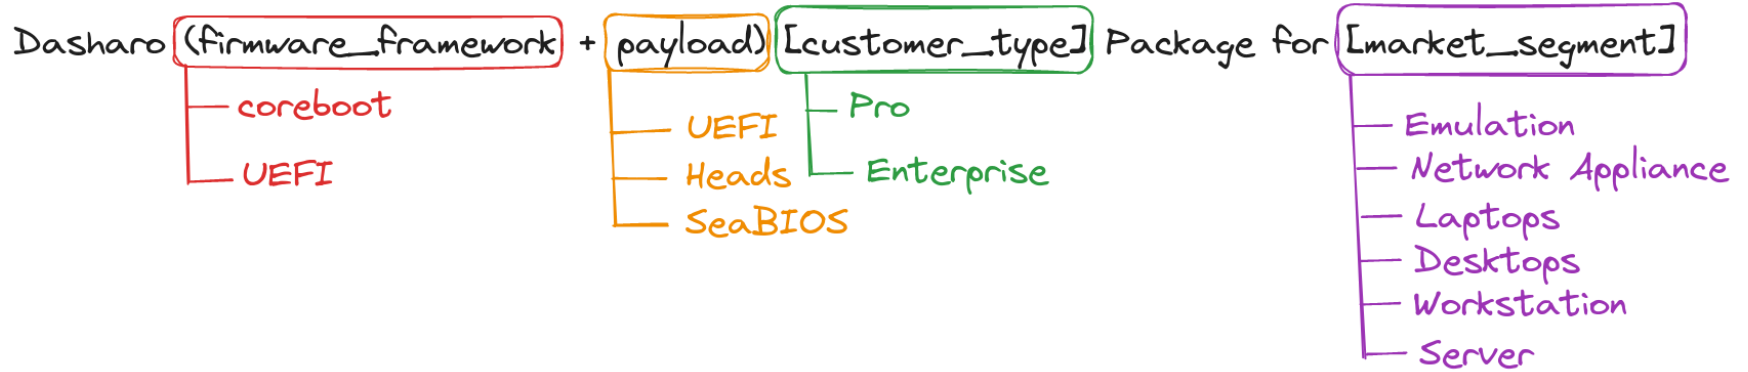 Dasharo (firmware_framework + payload) [customer_type] Package for [market_segment]
coreboot
UEFI
UEFI
Heads
SeaBIOS
Pro
Enterprise
Emulation
Network Appliance
Laptops
Desktops
Workstation
Server